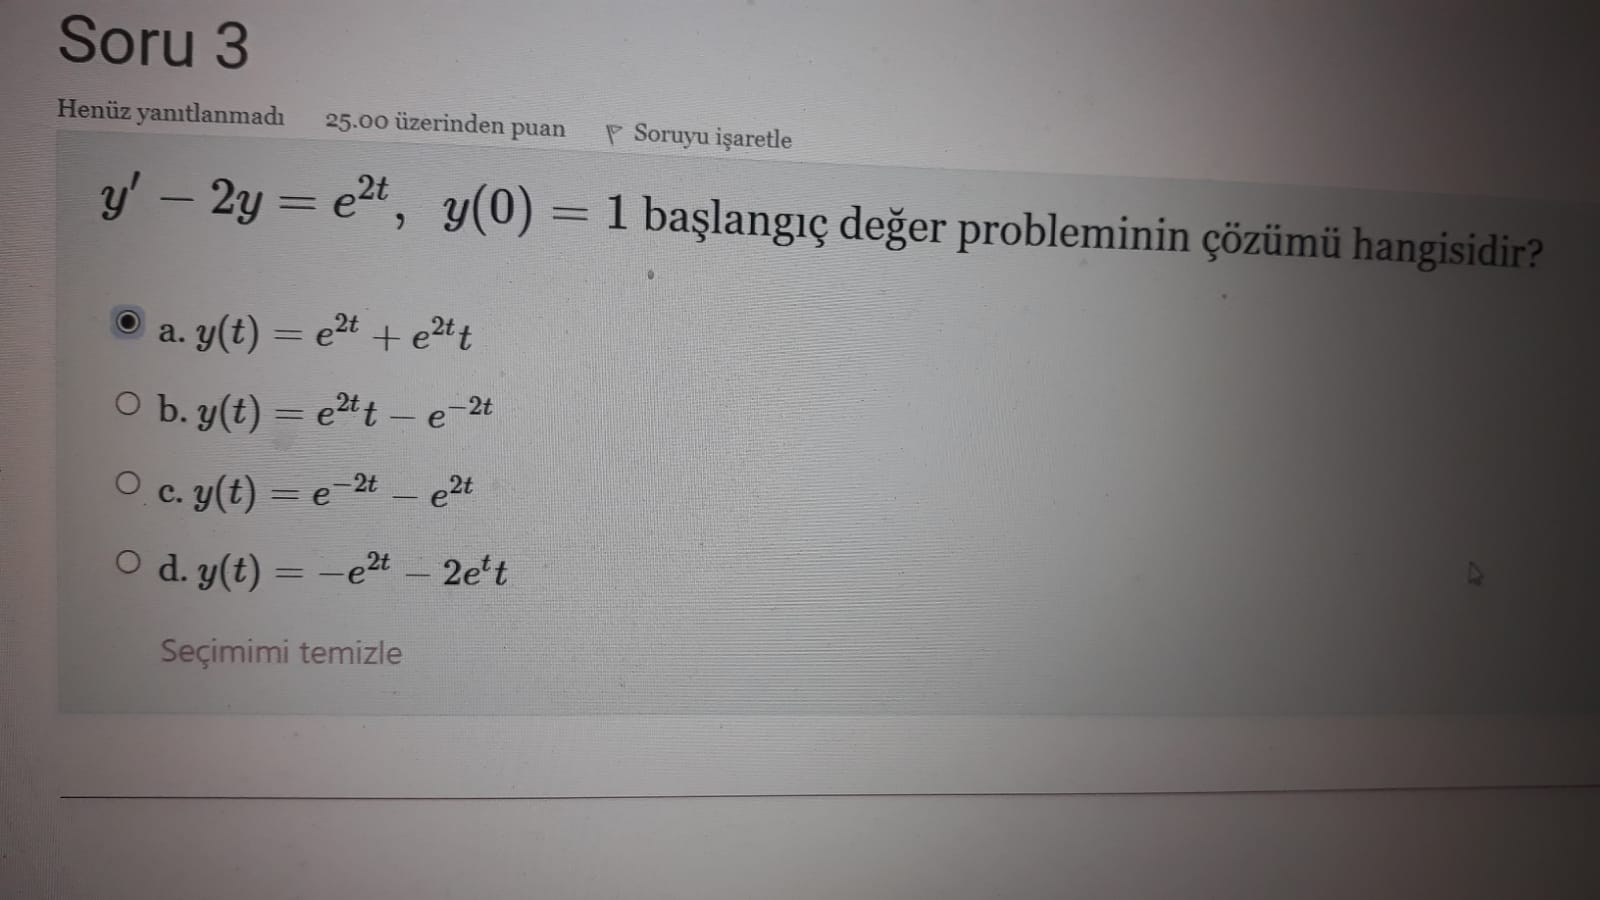 Soru 3
Henüz yanıtlanmadı 25.00 üzerinden puan Soruyu işaretle
y' − 2y = e^{2t}, y(0) = 1 başlangıç değer probleminin çözümü hangisidir?
a. y(t) = e^{2t} + e^{2t}t
b. y(t) = e^{2t}t − e^{−2t}
c. y(t) = e^{−2t} − e^{2t}
d. y(t) = −e^{2t} − 2e^{t}t
Seçimimi temizle